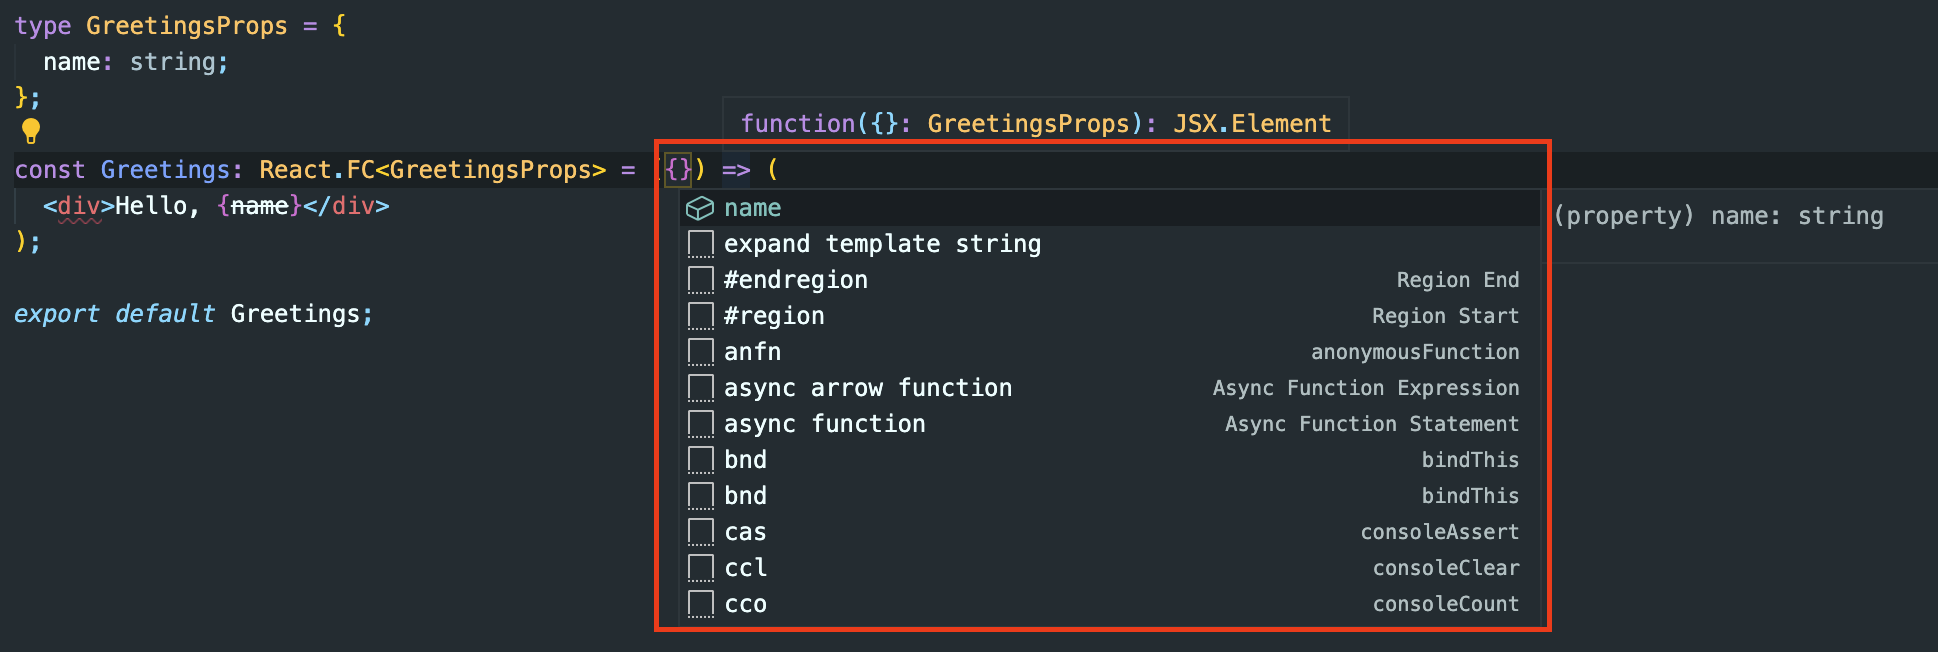 type GreetingsProps = {
name: string;
};
function({}: GreetingsProps): JSX.Element
const Greetings: React.FC<GreetingsProps> = ({}) => (
<div>Hello, {name}</div>
);
export default Greetings;
name
(property) name: string
expand template string
#endregion Region End
#region Region Start
anfn anonymousFunction
async arrow function Async Function Expression
async function Async Function Statement
bnd bindThis
bnd bindThis
cas consoleAssert
ccl consoleClear
cco consoleCount